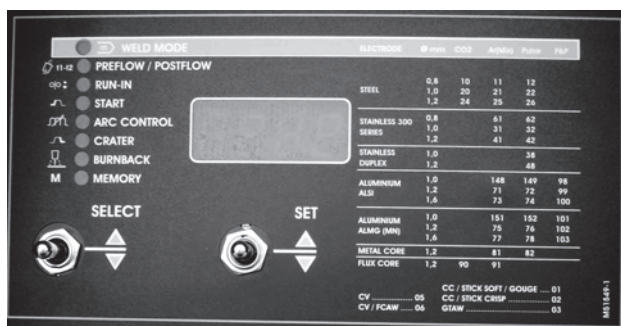 WELD MODE
11-12 PREFLOW / POSTFLOW
RUN-IN
START
ARC CONTROL
CRATER
BURNBACK
M MEMORY
SELECT
SET
ELECTRODE Ø mm CO2 Ar(Mix) Pulse PoP
STEEL
0,8 10 11 12
1,0 20 21 22
1,2 24 25 26
STAINLESS 300
SERIES
0,8 61 62
1,0 31 32
1,2 41 42
STAINLESS
DUPLEX
1,0 38
1,2 48
ALUMINIUM
ALSI
1,0 148 149 98
1,2 71 72 99
1,6 73 74 100
ALUMINIUM
ALMG (MN)
1,0 151 152 101
1,2 75 76 102
1,6 77 78 103
METAL CORE 1,2 81 82
FLUX CORE 1,2 90 91
CV ............ 05
CV / FCAW .... 06
CC / STICK SOFT / GOUGE .... 01
CC / STICK CRISP ............ 02
GTAW ............ 03
M51549-1